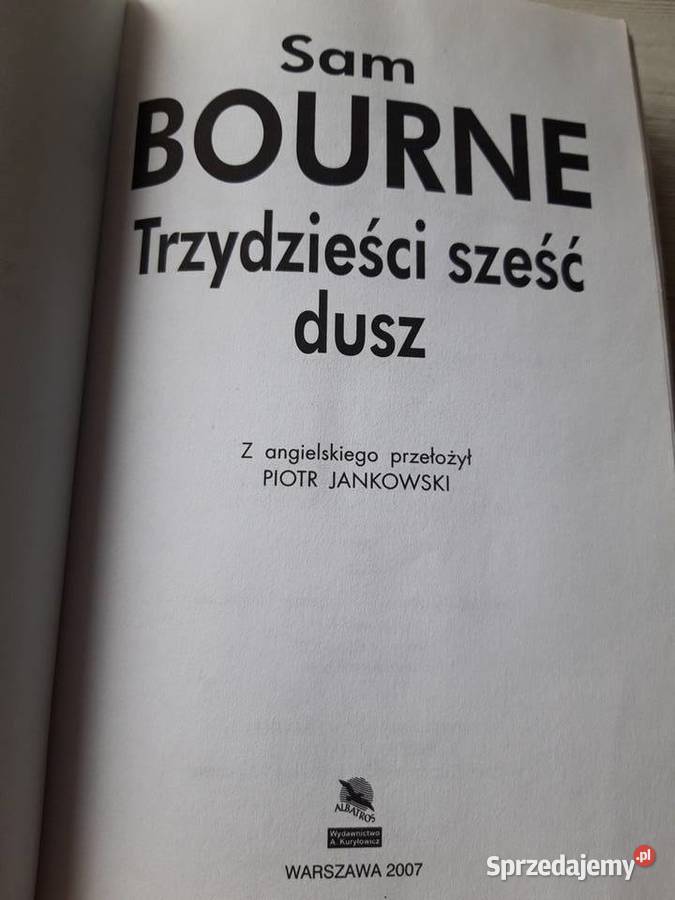 Sam
BOURNE
Trzydzieści sześć
dusz
Z angielskiego przełożył
PIOTR JANKOWSKI
ALBATROS
Wydawnictwo
A. Kuryłowicz
WARSZAWA 2007
Sprzedajemy.pl